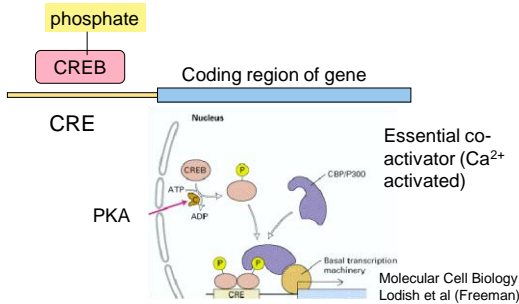 phosphate
CREB
Coding region of gene
CRE
Nucleus
Essential co-
activator (Ca²⁺
activated)
CREB
P
CBP/P300
ATP
PKA
ADP
P
P
Basal transcription
machinery
CRE
Molecular Cell Biology
Lodish et al (Freeman)